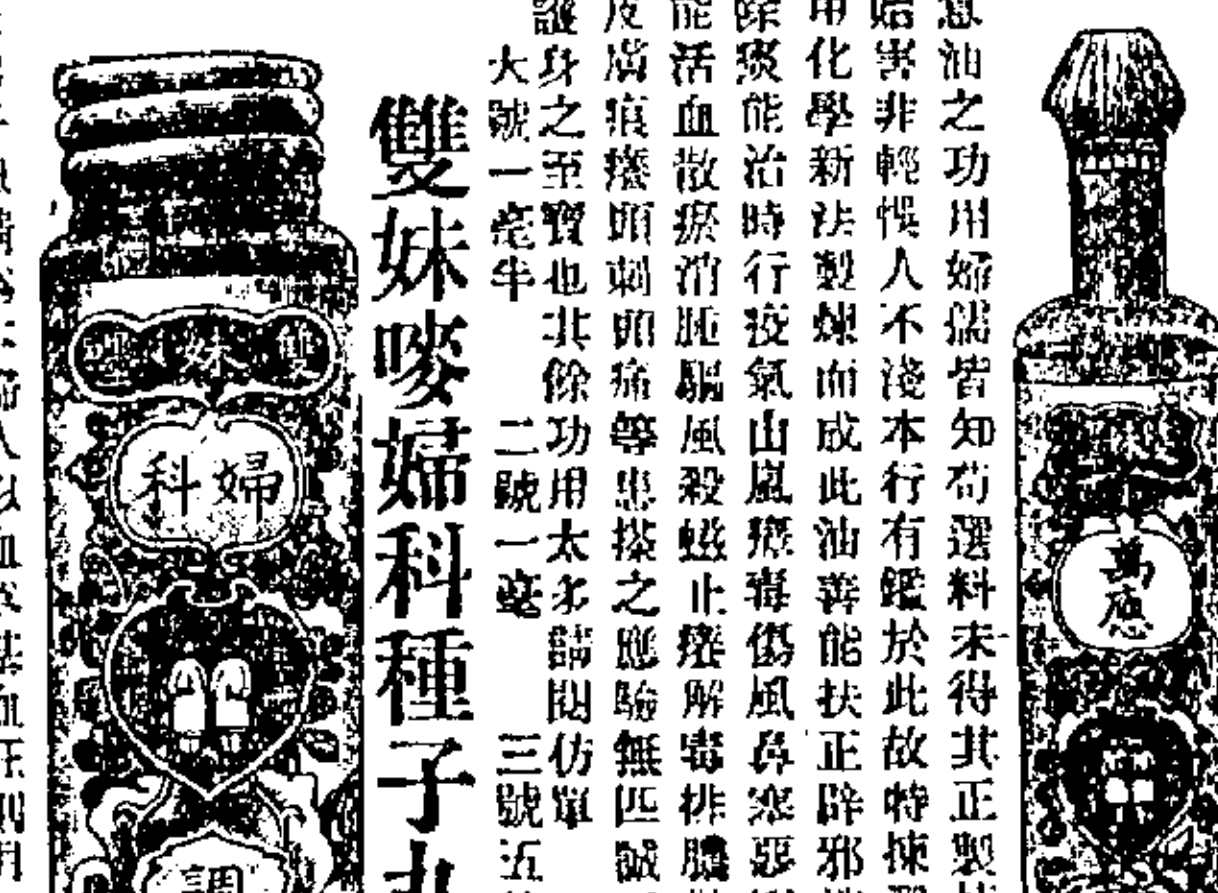 油之功用婦孺皆知苟選料未得其正製
害非輕悞人不淺本行有鑑於此故特揀
用化學新法製煉而成此油善能扶正辟邪
除痰能治時行疫氣山嵐瘴毒傷風鼻塞惡
能活血散瘀消腫驅風殺蟲止癢解毒排膿
皮膚痕癢頭刺頭痛等患搽之應驗無匹誠
護身之至寶也其餘功用太多請閱仿單
大號一毫半 二號一毫 三號五
雙妹嘜婦科種子
萬應
雙妹嘜
婦科
調